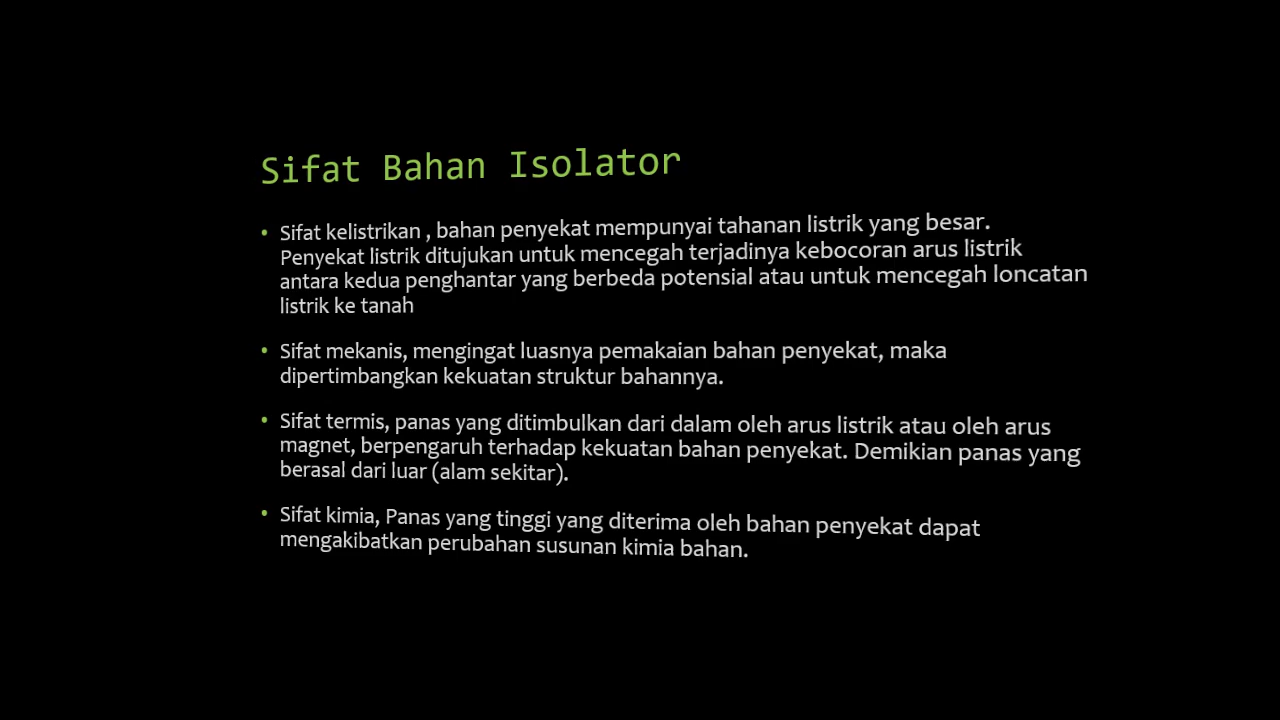 Sifat Bahan Isolator
• Sifat kelistrikan , bahan penyekat mempunyai tahanan listrik yang besar.
Penyekat listrik ditujukan untuk mencegah terjadinya kebocoran arus listrik
antara kedua penghantar yang berbeda potensial atau untuk mencegah loncatan
listrik ke tanah
• Sifat mekanis, mengingat luasnya pemakaian bahan penyekat, maka
dipertimbangkan kekuatan struktur bahannya.
• Sifat termis, panas yang ditimbulkan dari dalam oleh arus listrik atau oleh arus
magnet, berpengaruh terhadap kekuatan bahan penyekat. Demikian panas yang
berasal dari luar (alam sekitar).
• Sifat kimia, Panas yang tinggi yang diterima oleh bahan penyekat dapat
mengakibatkan perubahan susunan kimia bahan.